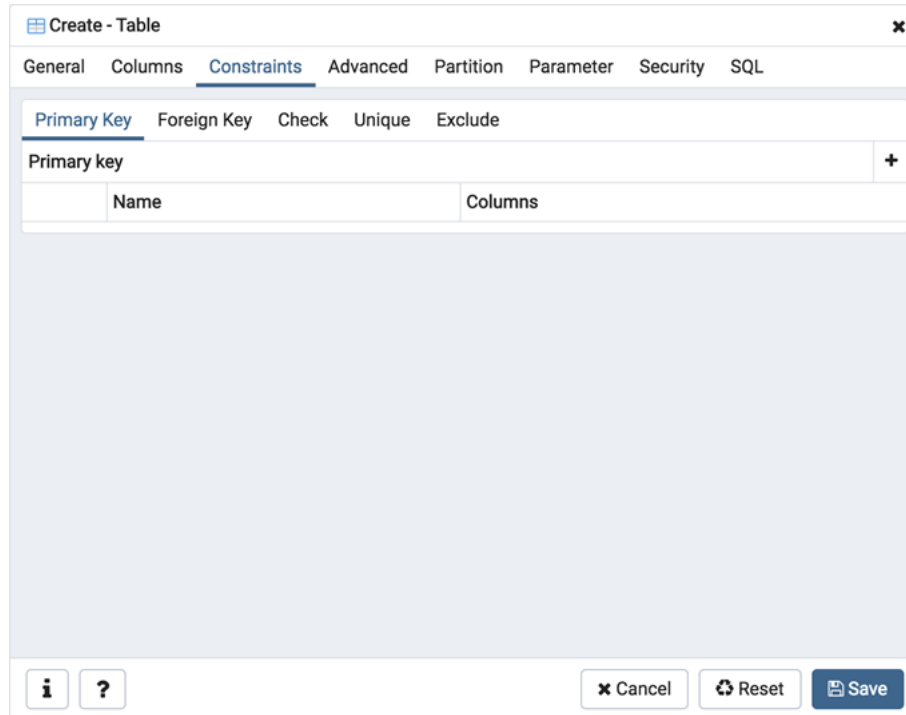 Create - Table
General Columns Constraints Advanced Partition Parameter Security SQL
Primary Key Foreign Key Check Unique Exclude
Primary key +
Name Columns
i ? Cancel Reset Save